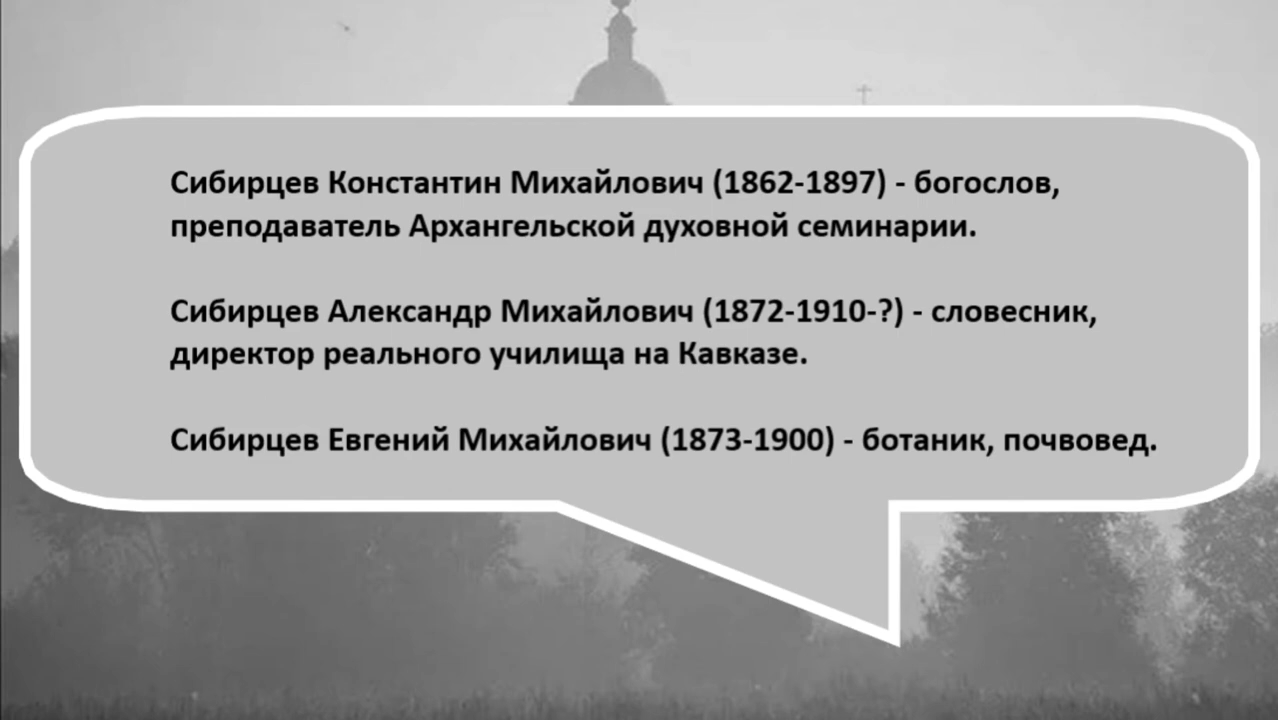 Сибирцев Константин Михайлович (1862-1897) - богослов,
преподаватель Архангельской духовной семинарии.
Сибирцев Александр Михайлович (1872-1910-?) - словесник,
директор реального училища на Кавказе.
Сибирцев Евгений Михайлович (1873-1900) - ботаник, почвовед.